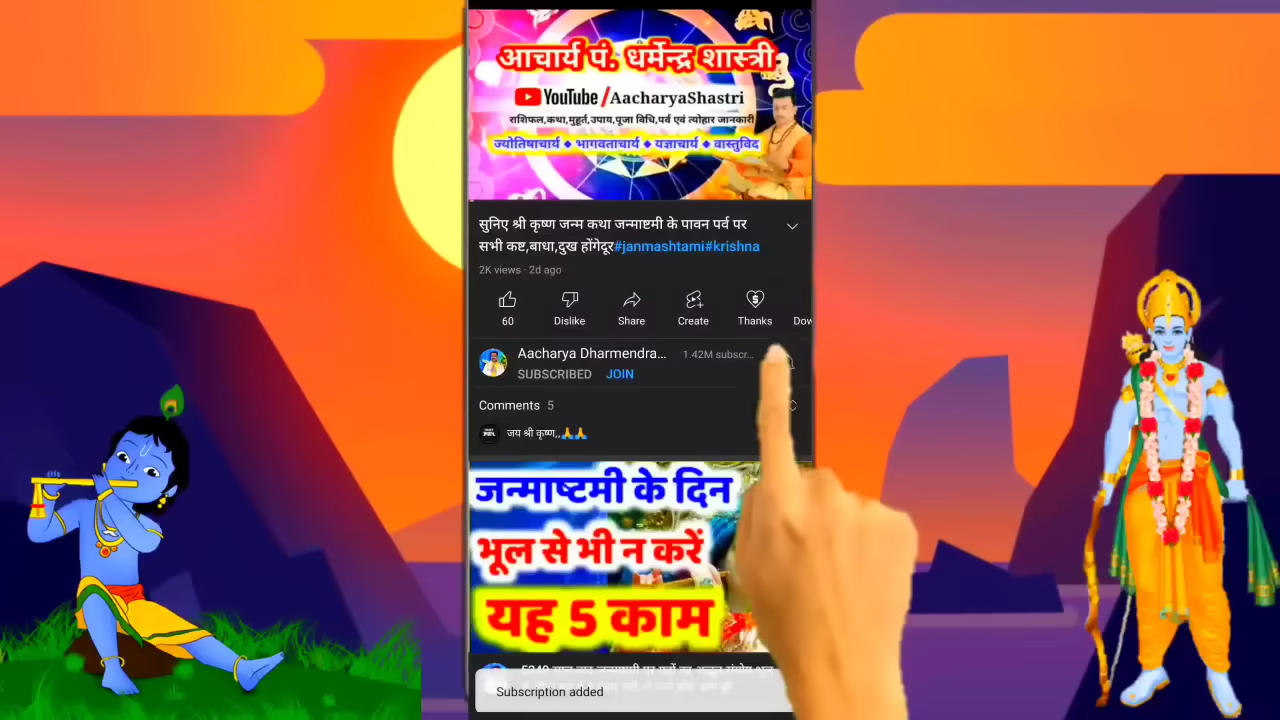 आचार्य पं. धर्मेन्द्र शास्त्री
YouTube /AacharyaShastri
राशिफल,कथा,मुहूर्त,उपाय,पूजा विधि,पर्व एवं त्योहार जानकारी
ज्योतिषाचार्य ◆ भागवताचार्य ◆ यज्ञाचार्य ◆ वास्तुविद
सुनिए श्री कृष्ण जन्म कथा जन्माष्टमी के पावन पर्व पर
सभी कष्ट,बाधा,दुख होंगेदूर#janmashtami#krishna
2K views · 2d ago
60 Dislike Share Create Thanks Dow
Aacharya Dharmendra... 1.42M subscr...
SUBSCRIBED JOIN
Comments 5
जय श्री कृष्ण,,🙏🙏
जन्माष्टमी के दिन
भूल से भी न करें
यह 5 काम
Subscription added